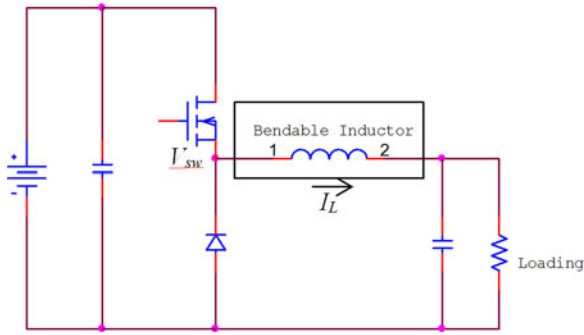 +
-
Bendable Inductor
V_sw
1 2
I_L
Loading